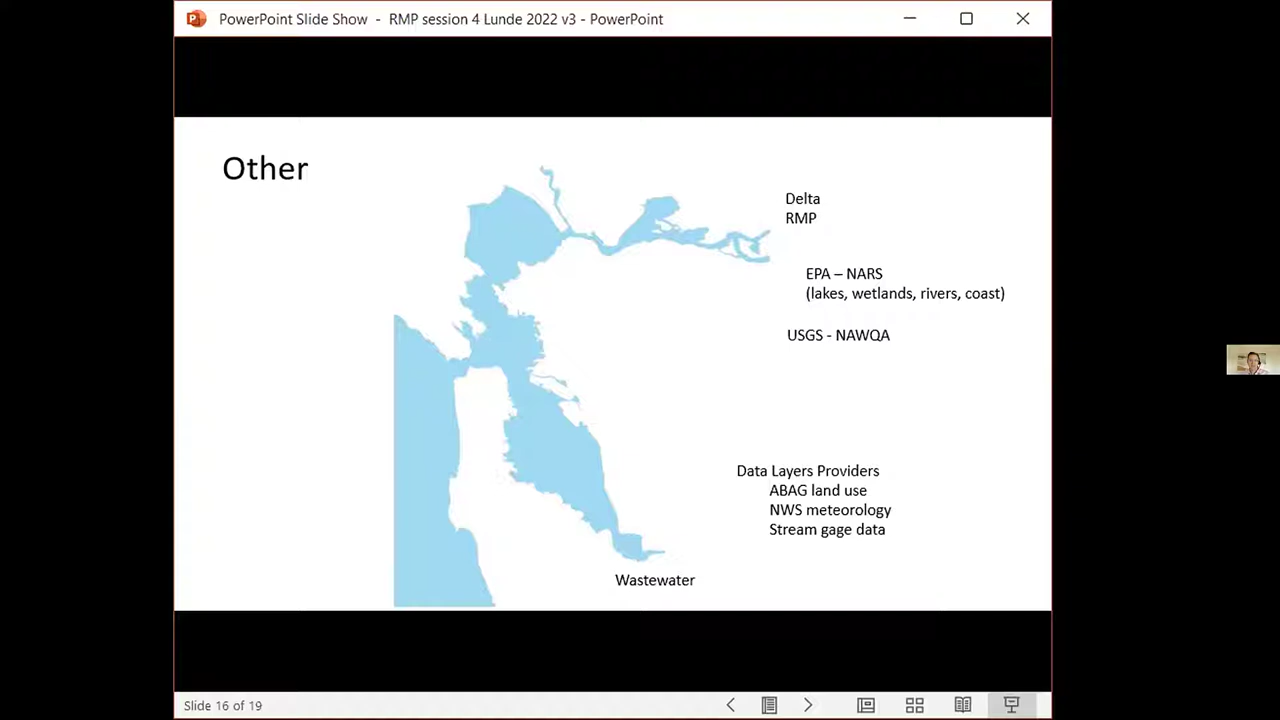 PowerPoint Slide Show - RMP session 4 Lunde 2022 v3 - PowerPoint
Other
Delta
RMP
EPA – NARS
(lakes, wetlands, rivers, coast)
USGS - NAWQA
Data Layers Providers
ABAG land use
NWS meteorology
Stream gage data
Wastewater
Slide 16 of 19